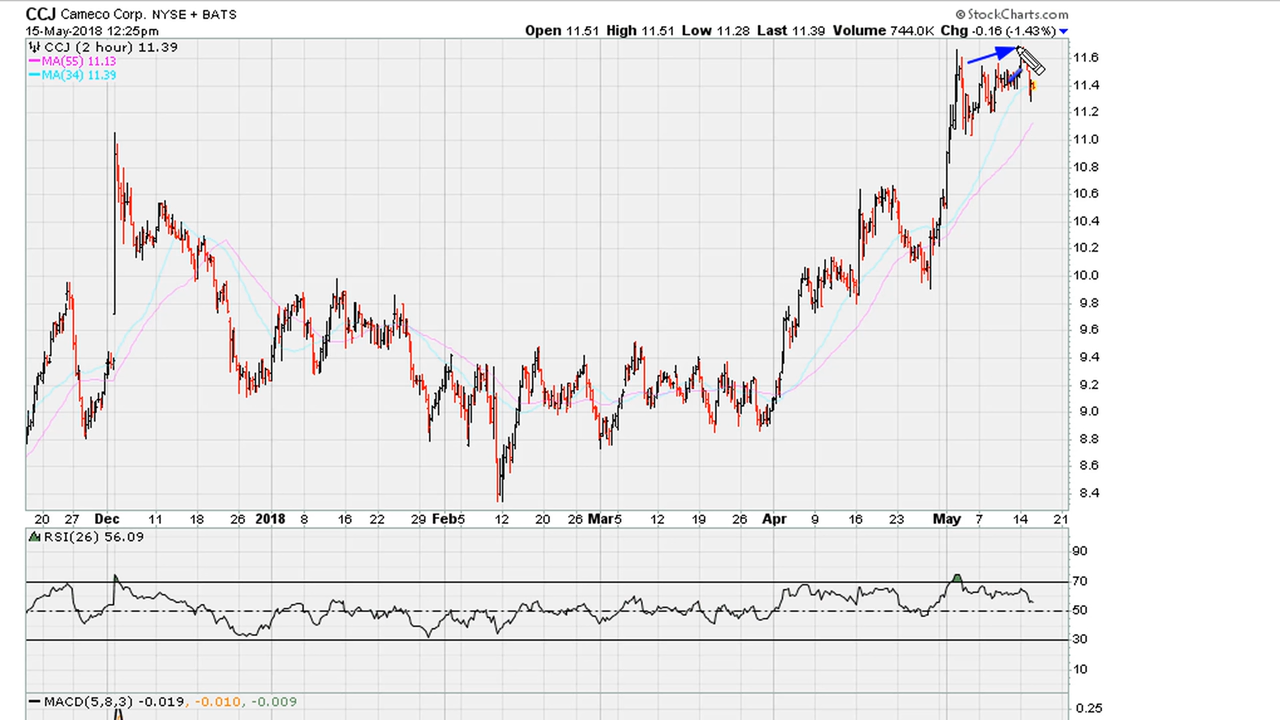 CCJ Cameco Corp. NYSE + BATS
© StockCharts.com
15-May-2018 12:25pm
Open 11.51 High 11.51 Low 11.28 Last 11.39 Volume 744.0K Chg -0.16 (-1.43%)
CCJ (2 hour) 11.39
MA(55) 11.13
MA(34) 11.39
11.6
11.4
11.2
11.0
10.8
10.6
10.4
10.2
10.0
9.8
9.6
9.4
9.2
9.0
8.8
8.6
8.4
20 27 Dec 11 18 26 2018 8 16 22 29 Feb 5 12 20 26 Mar 5 12 19 26 Apr 9 16 23 May 7 14 21
RSI(26) 56.09
90
70
50
30
10
MACD(5,8,3) -0.019, -0.010, -0.009
0.25